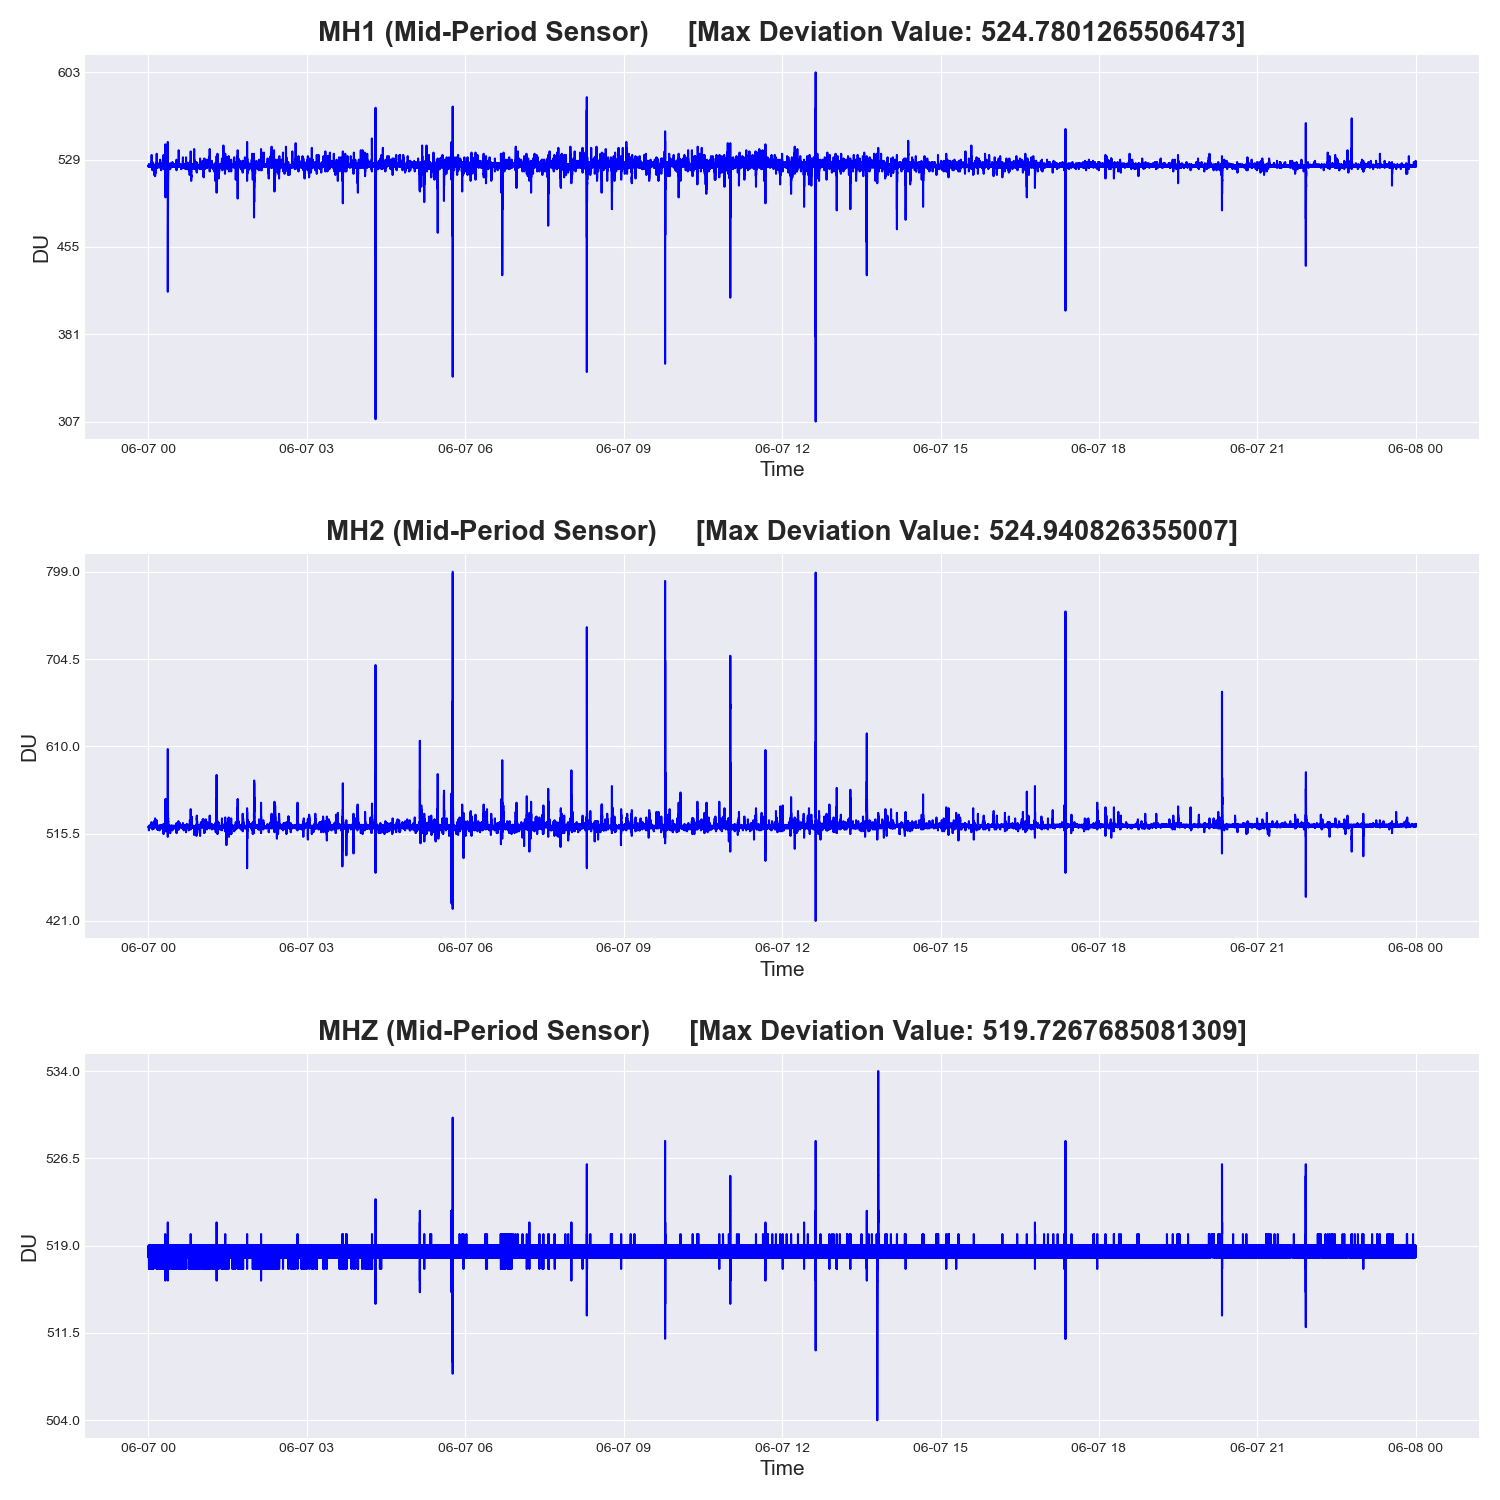 MH1 (Mid-Period Sensor) [Max Deviation Value: 524.7801265506473]
603
529
455
381
307
DU
06-07 00 06-07 03 06-07 06 06-07 09 06-07 12 06-07 15 06-07 18 06-07 21 06-08 00
Time
MH2 (Mid-Period Sensor) [Max Deviation Value: 524.940826355007]
799.0
704.5
610.0
515.5
421.0
DU
06-07 00 06-07 03 06-07 06 06-07 09 06-07 12 06-07 15 06-07 18 06-07 21 06-08 00
Time
MHZ (Mid-Period Sensor) [Max Deviation Value: 519.7267685081309]
534.0
526.5
519.0
511.5
504.0
DU
06-07 00 06-07 03 06-07 06 06-07 09 06-07 12 06-07 15 06-07 18 06-07 21 06-08 00
Time